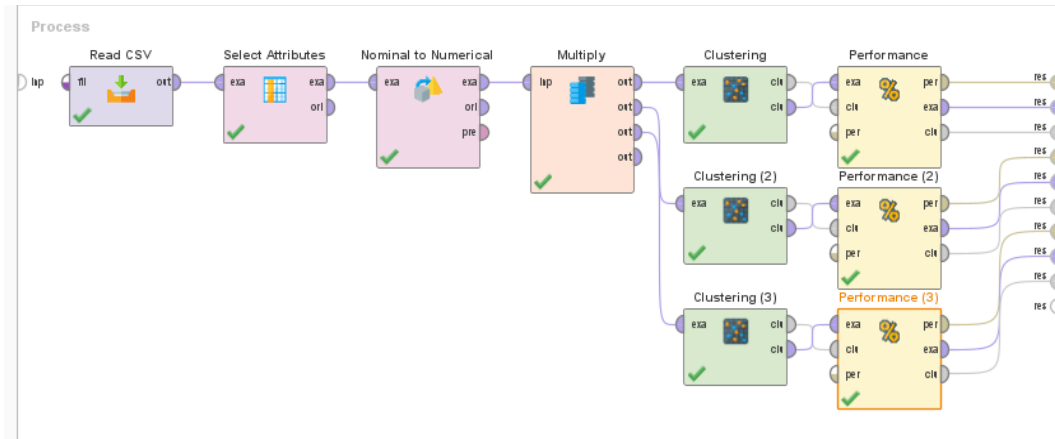 Process
Read CSV
Select Attributes
Nominal to Numerical
Multiply
Clustering
Performance
inp
fil
out
exa
exa
ori
exa
exa
ori
pre
inp
out
out
out
out
exa
clu
clu
exa
clu
per
per
exa
clu
res
res
res
Clustering (2)
Performance (2)
exa
clu
clu
exa
clu
per
per
exa
clu
res
res
res
Clustering (3)
Performance (3)
exa
clu
clu
exa
clu
per
per
exa
clu
res
res
res
res